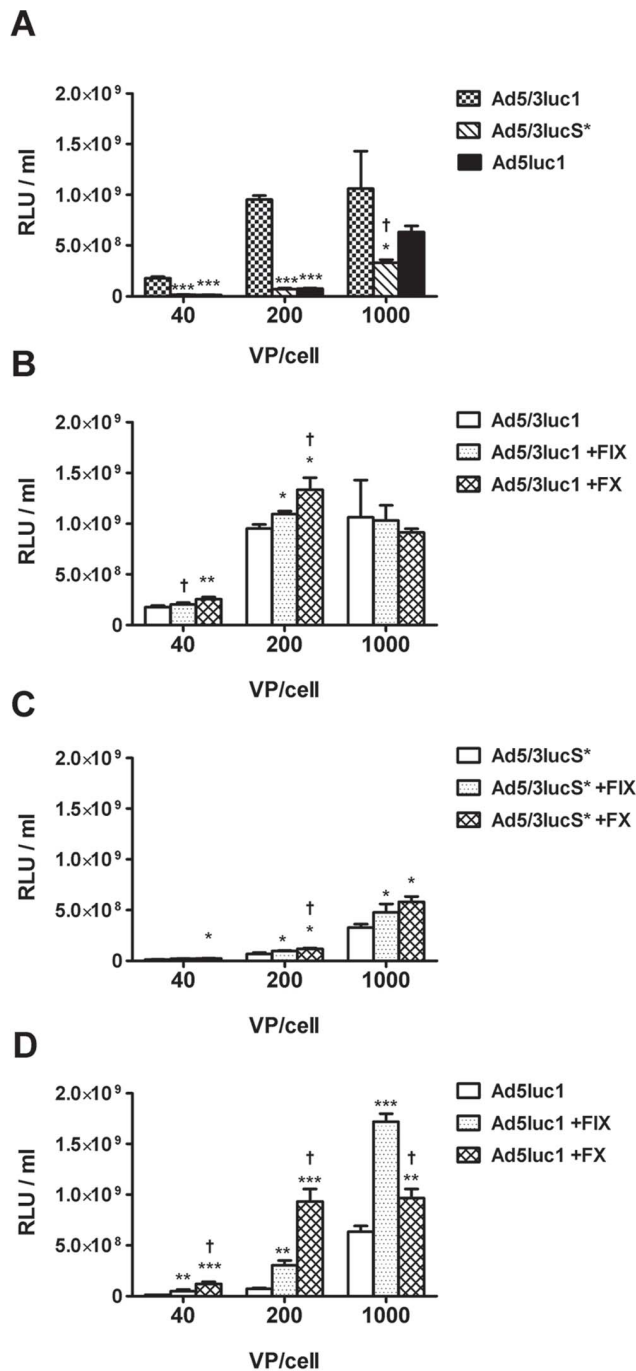 A
RLU / ml
2.0×10⁹
1.5×10⁹
1.0×10⁹
5.0×10⁸
0
*** ***
*** ***
†
*
40 200 1000
VP/cell
Ad5/3luc1
Ad5/3lucS*
Ad5luc1
B
RLU / ml
2.0×10⁹
1.5×10⁹
1.0×10⁹
5.0×10⁸
0
† **
*
†
*
40 200 1000
VP/cell
Ad5/3luc1
Ad5/3luc1 +FIX
Ad5/3luc1 +FX
C
RLU / ml
2.0×10⁹
1.5×10⁹
1.0×10⁹
5.0×10⁸
0
*
*
†
*
* *
40 200 1000
VP/cell
Ad5/3lucS*
Ad5/3lucS* +FIX
Ad5/3lucS* +FX
D
RLU / ml
2.0×10⁹
1.5×10⁹
1.0×10⁹
5.0×10⁸
0
**
†
***
**
†
***
***
†
**
40 200 1000
VP/cell
Ad5luc1
Ad5luc1 +FIX
Ad5luc1 +FX